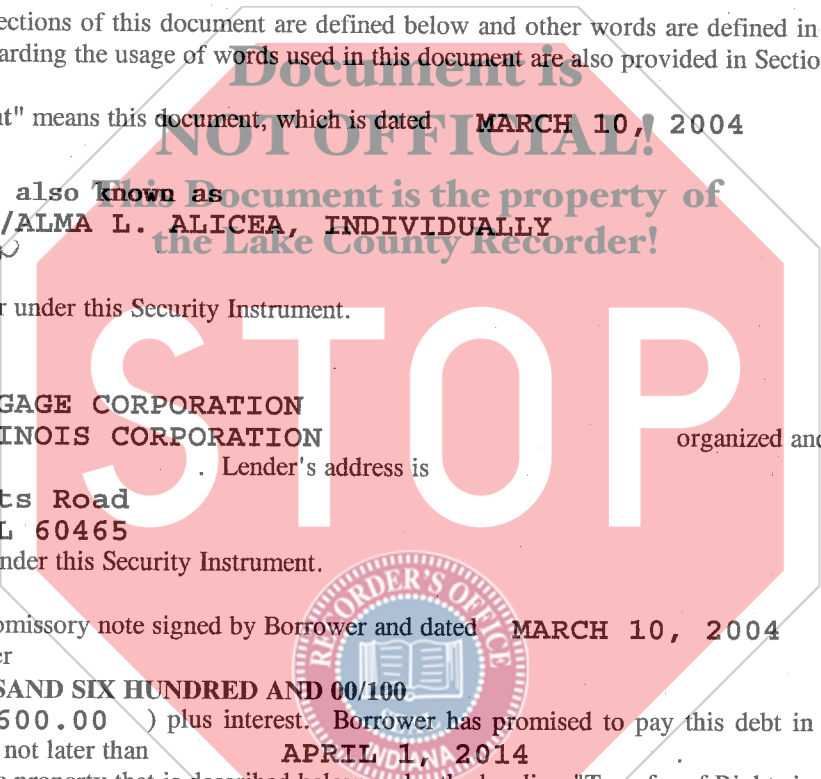 ections of this document are defined below and other words are defined in
arding the usage of words used in this document are also provided in Sectio
Document is
nt" means this document, which is dated MARCH 10, 2004
NOT OFFICIAL!
also known as
This Document is the property of
/ALMA L. ALICEA, INDIVIDUALLY
the Lake County Recorder!
r under this Security Instrument.
STOP
GAGE CORPORATION
INOIS CORPORATION organized and
. Lender's address is
ts Road
L 60465
nder this Security Instrument.
RECORDER'S OFFICE
omissory note signed by Borrower and dated MARCH 10, 2004
er
SAND SIX HUNDRED AND 00/100
600.00 ) plus interest. Borrower has promised to pay this debt in
SEAL
not later than APRIL 1, 2014 .
INDIANA